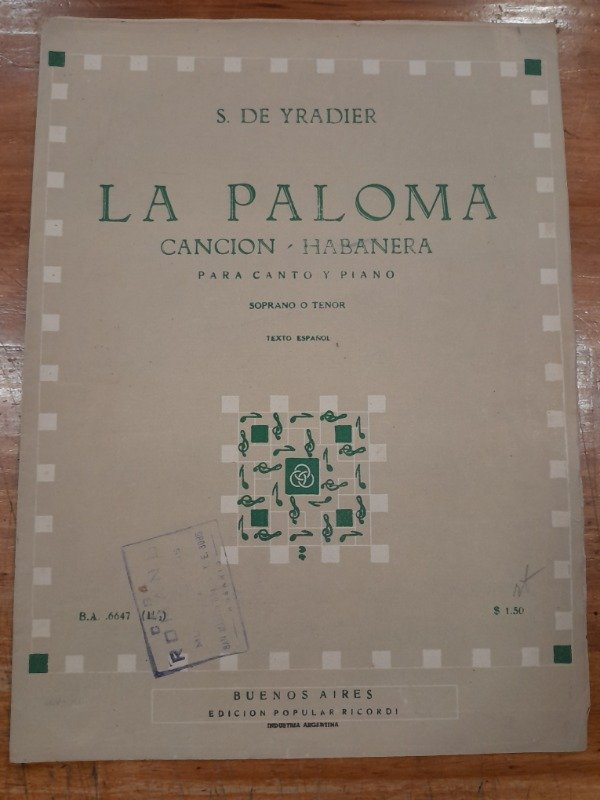 S. DE YRADIER
LA PALOMA
CANCION - HABANERA
PARA CANTO Y PIANO
SOPRANO O TENOR
TEXTO ESPAÑOL
B.A. 6647
$ 1.50
BUENOS AIRES
EDICION POPULAR RICORDI
INDUSTRIA ARGENTINA